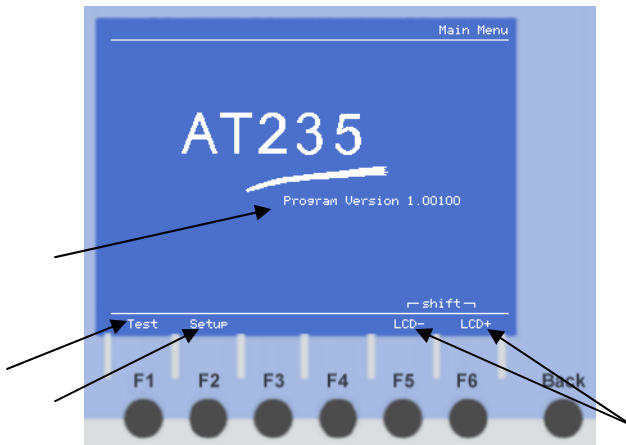 Main Menu
AT235
Program Version 1.00100
shift
Test Setup LCD- LCD+
F1 F2 F3 F4 F5 F6 Back